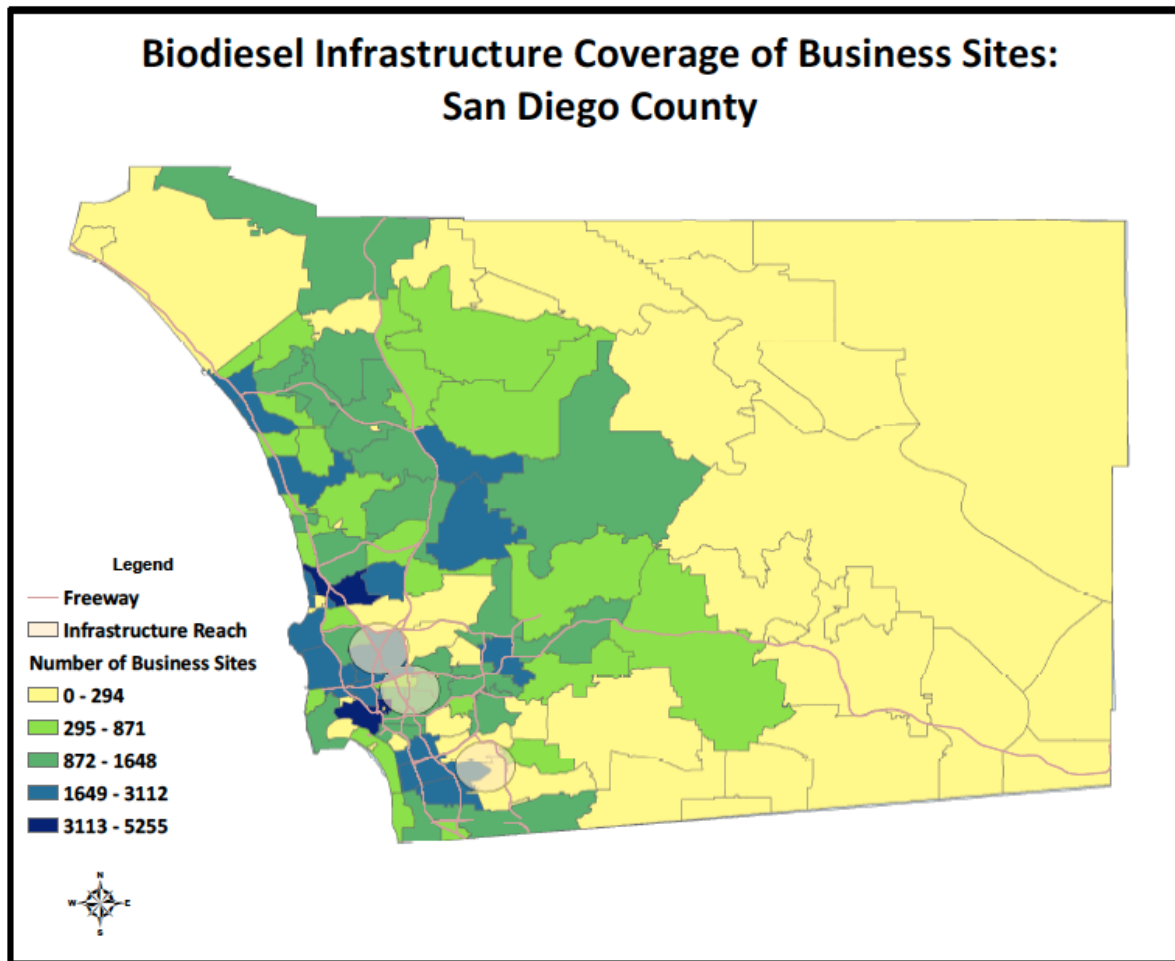 Biodiesel Infrastructure Coverage of Business Sites:
San Diego County
Legend
Freeway
Infrastructure Reach
Number of Business Sites
0 - 294
295 - 871
872 - 1648
1649 - 3112
3113 - 5255
N
W E
S